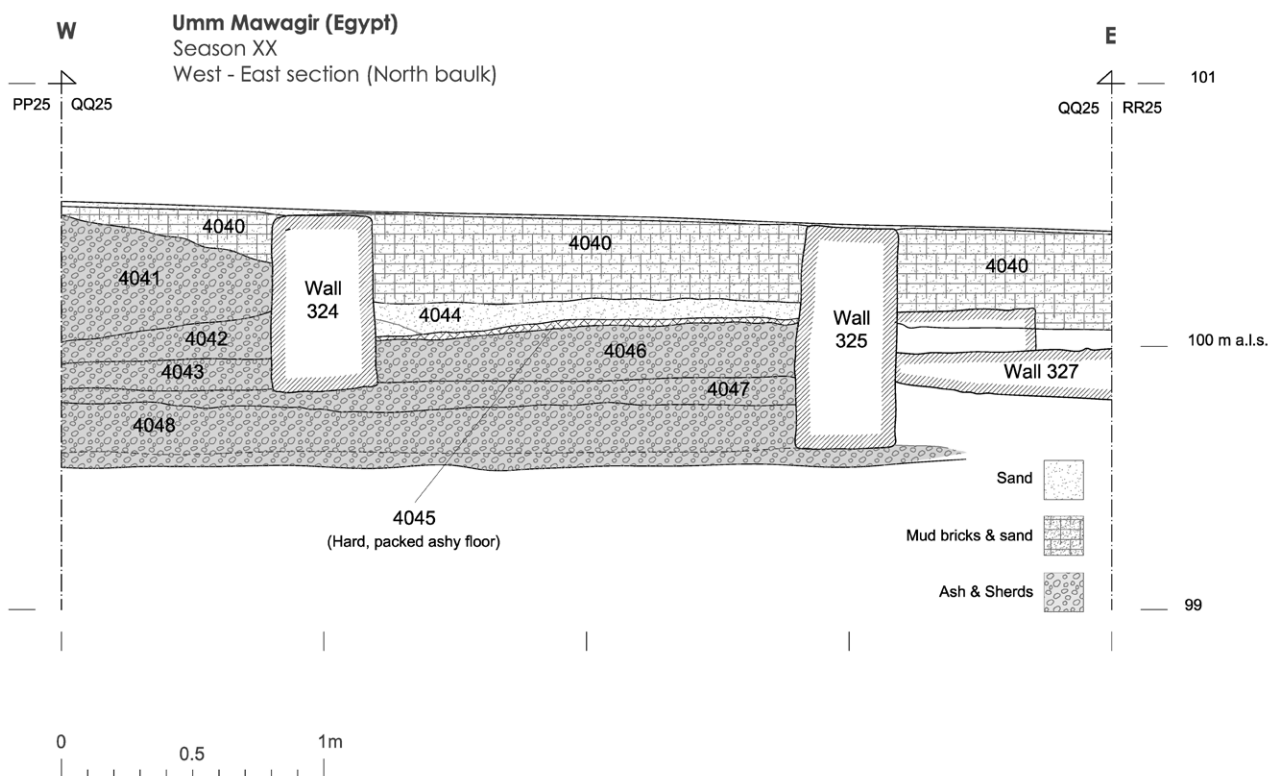 W
Umm Mawagir (Egypt)
Season XX
West - East section (North baulk)
E
101
PP25
QQ25
QQ25
RR25
4040
4040
4040
4041
Wall
324
4044
Wall
325
4042
4046
100 m a.l.s.
4043
4047
Wall 327
4048
4045
(Hard, packed ashy floor)
Sand
Mud bricks & sand
Ash & Sherds
99
0
0.5
1m